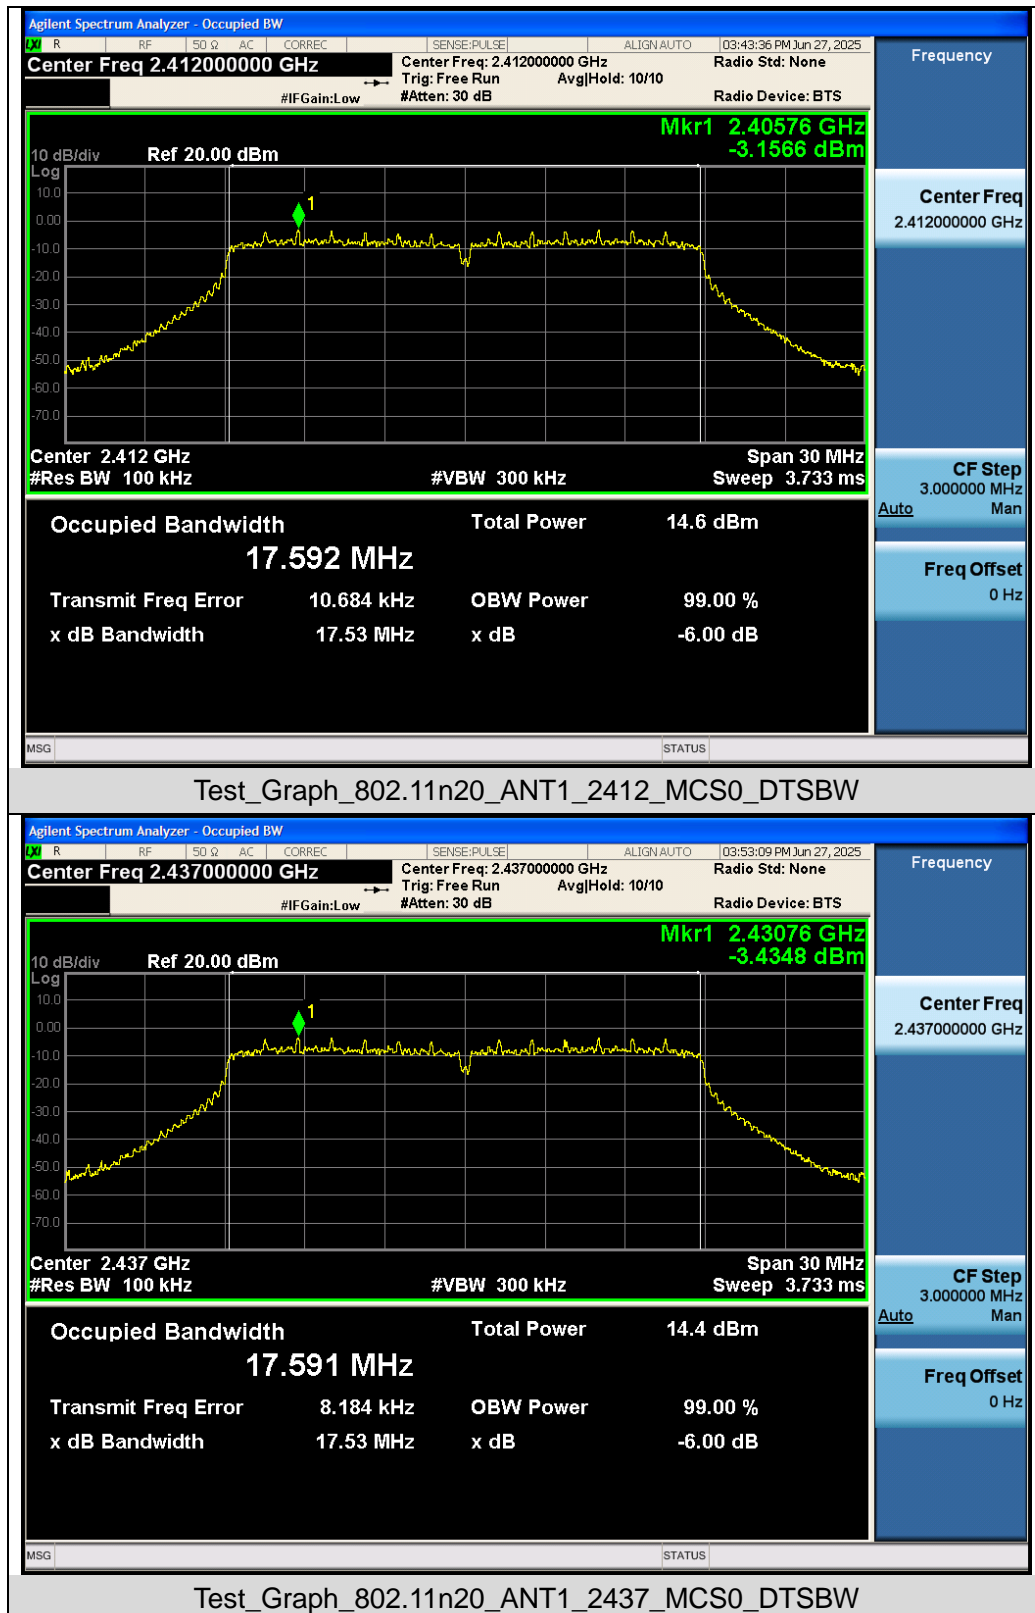 Agilent Spectrum Analyzer - Occupied BW
LXI R RF 50 Ω AC CORREC SENSE:PULSE ALIGN AUTO 03:43:36 PM Jun 27, 2025
Center Freq 2.412000000 GHz
Center Freq: 2.412000000 GHz
Radio Std: None
Trig: Free Run Avg|Hold: 10/10
#IFGain:Low #Atten: 30 dB Radio Device: BTS
Frequency
Mkr1 2.40576 GHz
-3.1566 dBm
10 dB/div Ref 20.00 dBm
Log
10.0
0.00
-10.0
-20.0
-30.0
-40.0
-50.0
-60.0
-70.0
1
Center 2.412 GHz Span 30 MHz
#Res BW 100 kHz #VBW 300 kHz Sweep 3.733 ms
Occupied Bandwidth Total Power 14.6 dBm
17.592 MHz
Transmit Freq Error 10.684 kHz OBW Power 99.00 %
x dB Bandwidth 17.53 MHz x dB -6.00 dB
Center Freq
2.412000000 GHz
CF Step
3.000000 MHz
Auto Man
Freq Offset
0 Hz
MSG STATUS
Test_Graph_802.11n20_ANT1_2412_MCS0_DTSBW
Agilent Spectrum Analyzer - Occupied BW
LXI R RF 50 Ω AC CORREC SENSE:PULSE ALIGN AUTO 03:53:09 PM Jun 27, 2025
Center Freq 2.437000000 GHz
Center Freq: 2.437000000 GHz
Radio Std: None
Trig: Free Run Avg|Hold: 10/10
#IFGain:Low #Atten: 30 dB Radio Device: BTS
Frequency
Mkr1 2.43076 GHz
-3.4348 dBm
10 dB/div Ref 20.00 dBm
Log
10.0
0.00
-10.0
-20.0
-30.0
-40.0
-50.0
-60.0
-70.0
1
Center 2.437 GHz Span 30 MHz
#Res BW 100 kHz #VBW 300 kHz Sweep 3.733 ms
Occupied Bandwidth Total Power 14.4 dBm
17.591 MHz
Transmit Freq Error 8.184 kHz OBW Power 99.00 %
x dB Bandwidth 17.53 MHz x dB -6.00 dB
Center Freq
2.437000000 GHz
CF Step
3.000000 MHz
Auto Man
Freq Offset
0 Hz
MSG STATUS
Test_Graph_802.11n20_ANT1_2437_MCS0_DTSBW